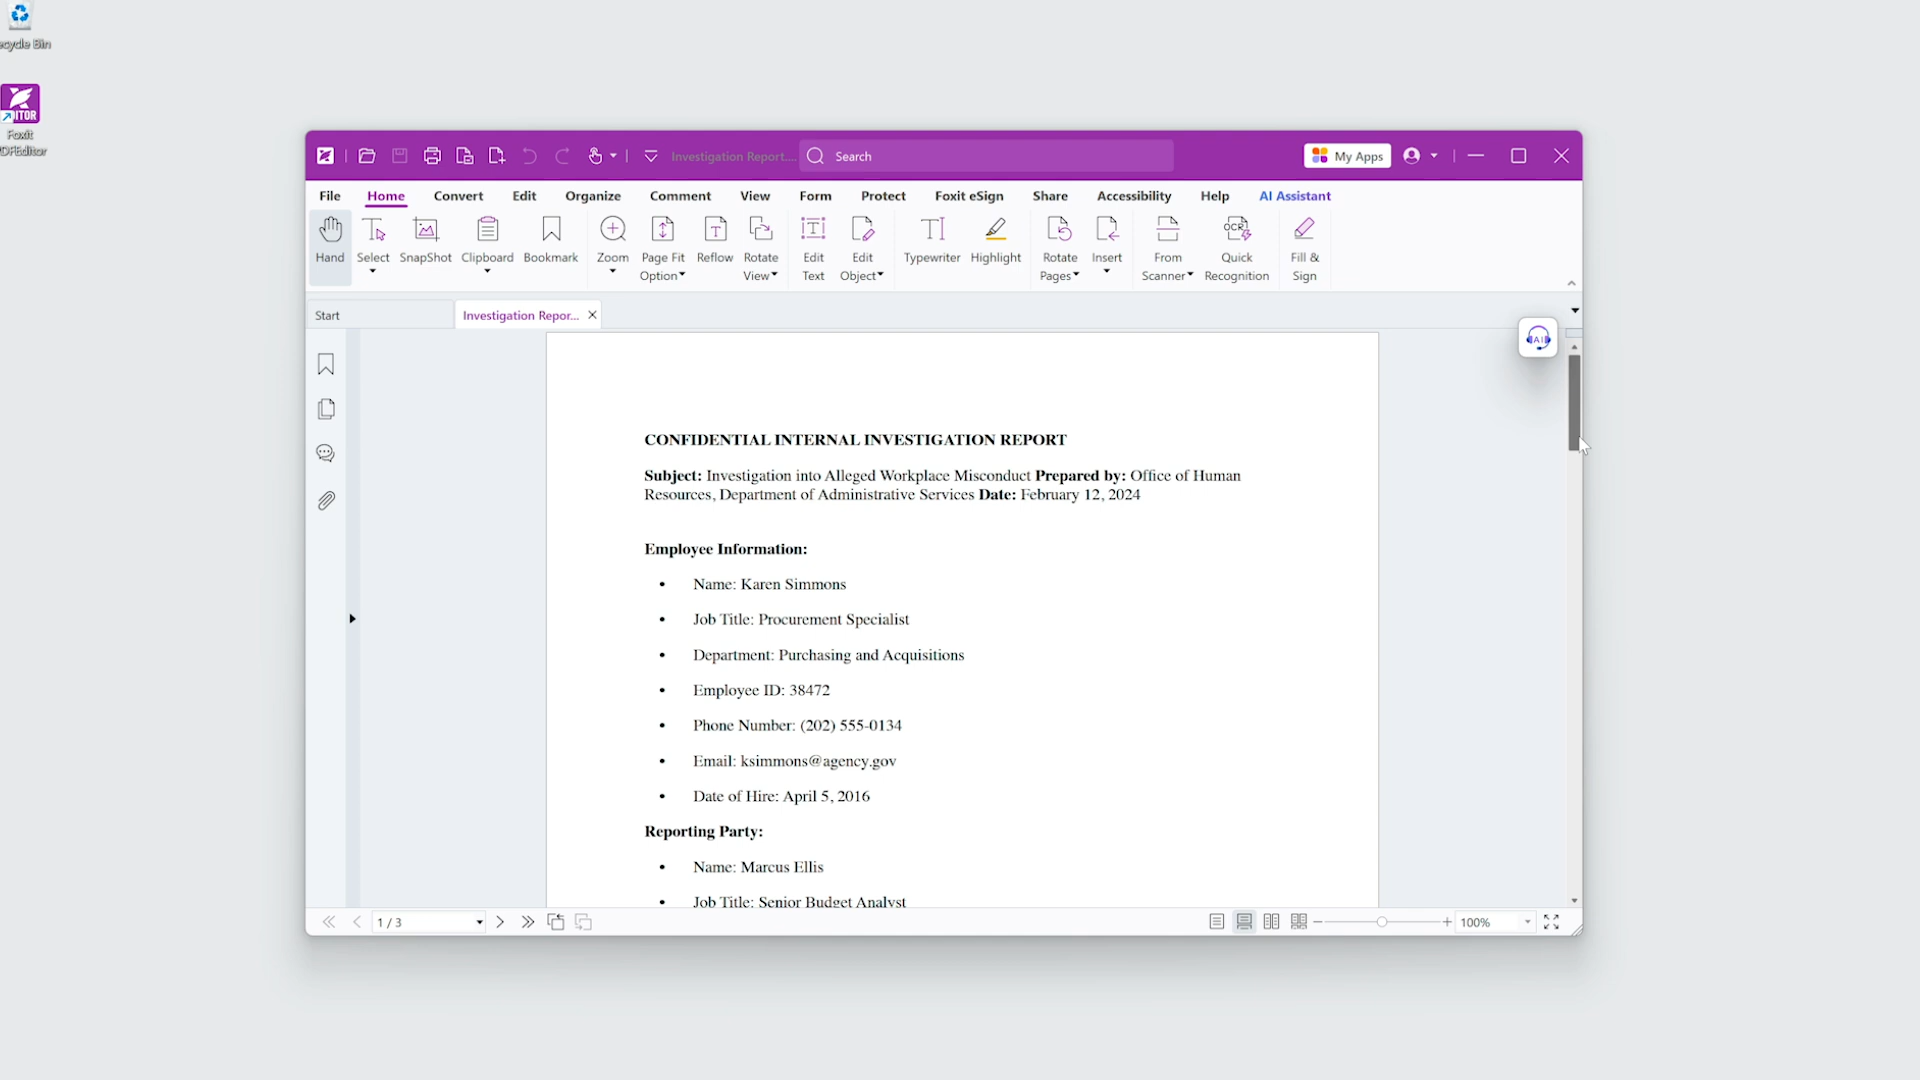 ecycle Bin
EDITOR
Foxit
PDFEditor
Investigation Report....
Search
My Apps
File Home Convert Edit Organize Comment View Form Protect Foxit eSign Share Accessibility Help AI Assistant
Hand Select SnapShot Clipboard Bookmark Zoom Page Fit Option Reflow Rotate View Edit Text Edit Object Typewriter Highlight Rotate Pages Insert From Scanner OCR Quick Recognition Fill & Sign
Start Investigation Repor...
AI
CONFIDENTIAL INTERNAL INVESTIGATION REPORT
Subject: Investigation into Alleged Workplace Misconduct Prepared by: Office of Human
Resources, Department of Administrative Services Date: February 12, 2024
Employee Information:
• Name: Karen Simmons
• Job Title: Procurement Specialist
• Department: Purchasing and Acquisitions
• Employee ID: 38472
• Phone Number: (202) 555-0134
• Email: ksimmons@agency.gov
• Date of Hire: April 5, 2016
Reporting Party:
• Name: Marcus Ellis
• Job Title: Senior Budget Analyst
1 / 3
100%